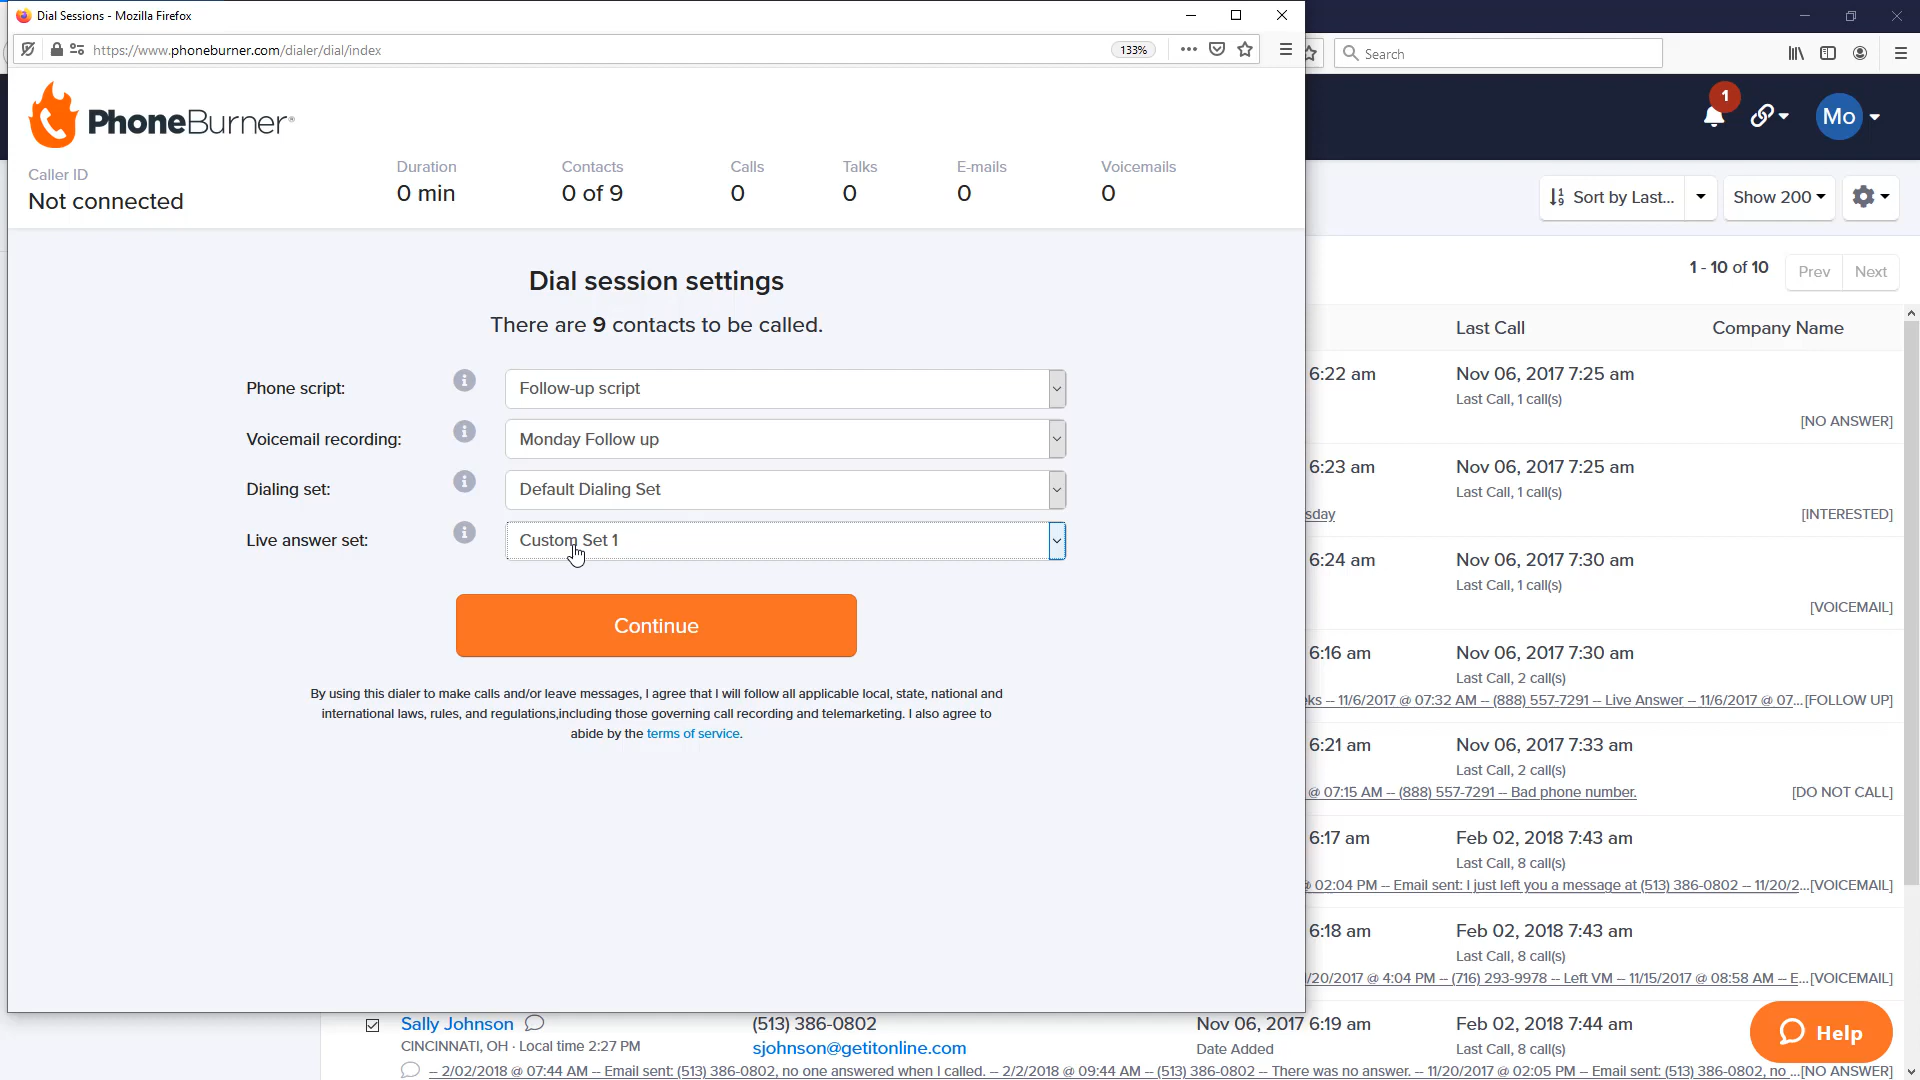 Dial Sessions - Mozilla Firefox
https://www.phoneburner.com/dialer/dial/index
133%
Search
PhoneBurner®
1
Mo
Caller ID
Not connected
Duration
0 min
Contacts
0 of 9
Calls
0
Talks
0
E-mails
0
Voicemails
0
Sort by Last...
Show 200
1 - 10 of 10
Prev
Next
Dial session settings
There are 9 contacts to be called.
Phone script:
Follow-up script
Voicemail recording:
Monday Follow up
Dialing set:
Default Dialing Set
Live answer set:
Custom Set 1
Continue
By using this dialer to make calls and/or leave messages, I agree that I will follow all applicable local, state, national and
international laws, rules, and regulations,including those governing call recording and telemarketing. I also agree to
abide by the terms of service.
Last Call
Company Name
6:22 am
Nov 06, 2017 7:25 am
Last Call, 1 call(s)
[NO ANSWER]
6:23 am
Nov 06, 2017 7:25 am
Last Call, 1 call(s)
sday
[INTERESTED]
6:24 am
Nov 06, 2017 7:30 am
Last Call, 1 call(s)
[VOICEMAIL]
6:16 am
Nov 06, 2017 7:30 am
Last Call, 2 call(s)
ks -- 11/6/2017 @ 07:32 AM -- (888) 557-7291 -- Live Answer -- 11/6/2017 @ 07...[FOLLOW UP]
6:21 am
Nov 06, 2017 7:33 am
Last Call, 2 call(s)
@ 07:15 AM -- (888) 557-7291 -- Bad phone number.
[DO NOT CALL]
6:17 am
Feb 02, 2018 7:43 am
Last Call, 8 call(s)
02:04 PM -- Email sent: I just left you a message at (513) 386-0802 -- 11/20/2...[VOICEMAIL]
6:18 am
Feb 02, 2018 7:43 am
Last Call, 8 call(s)
/20/2017 @ 4:04 PM -- (716) 293-9978 -- Left VM -- 11/15/2017 @ 08:58 AM -- E...[VOICEMAIL]
Sally Johnson
(513) 386-0802
Nov 06, 2017 6:19 am
Feb 02, 2018 7:44 am
CINCINNATI, OH · Local time 2:27 PM
sjohnson@getitonline.com
Date Added
Last Call, 8 call(s)
-- 2/02/2018 @ 07:44 AM -- Email sent: (513) 386-0802, no one answered when I called. -- 2/2/2018 @ 09:44 AM -- (513) 386-0802 -- There was no answer. -- 11/20/2017 @ 02:05 PM -- Email sent: (513) 386-0802, no ...[NO ANSWER]
Help